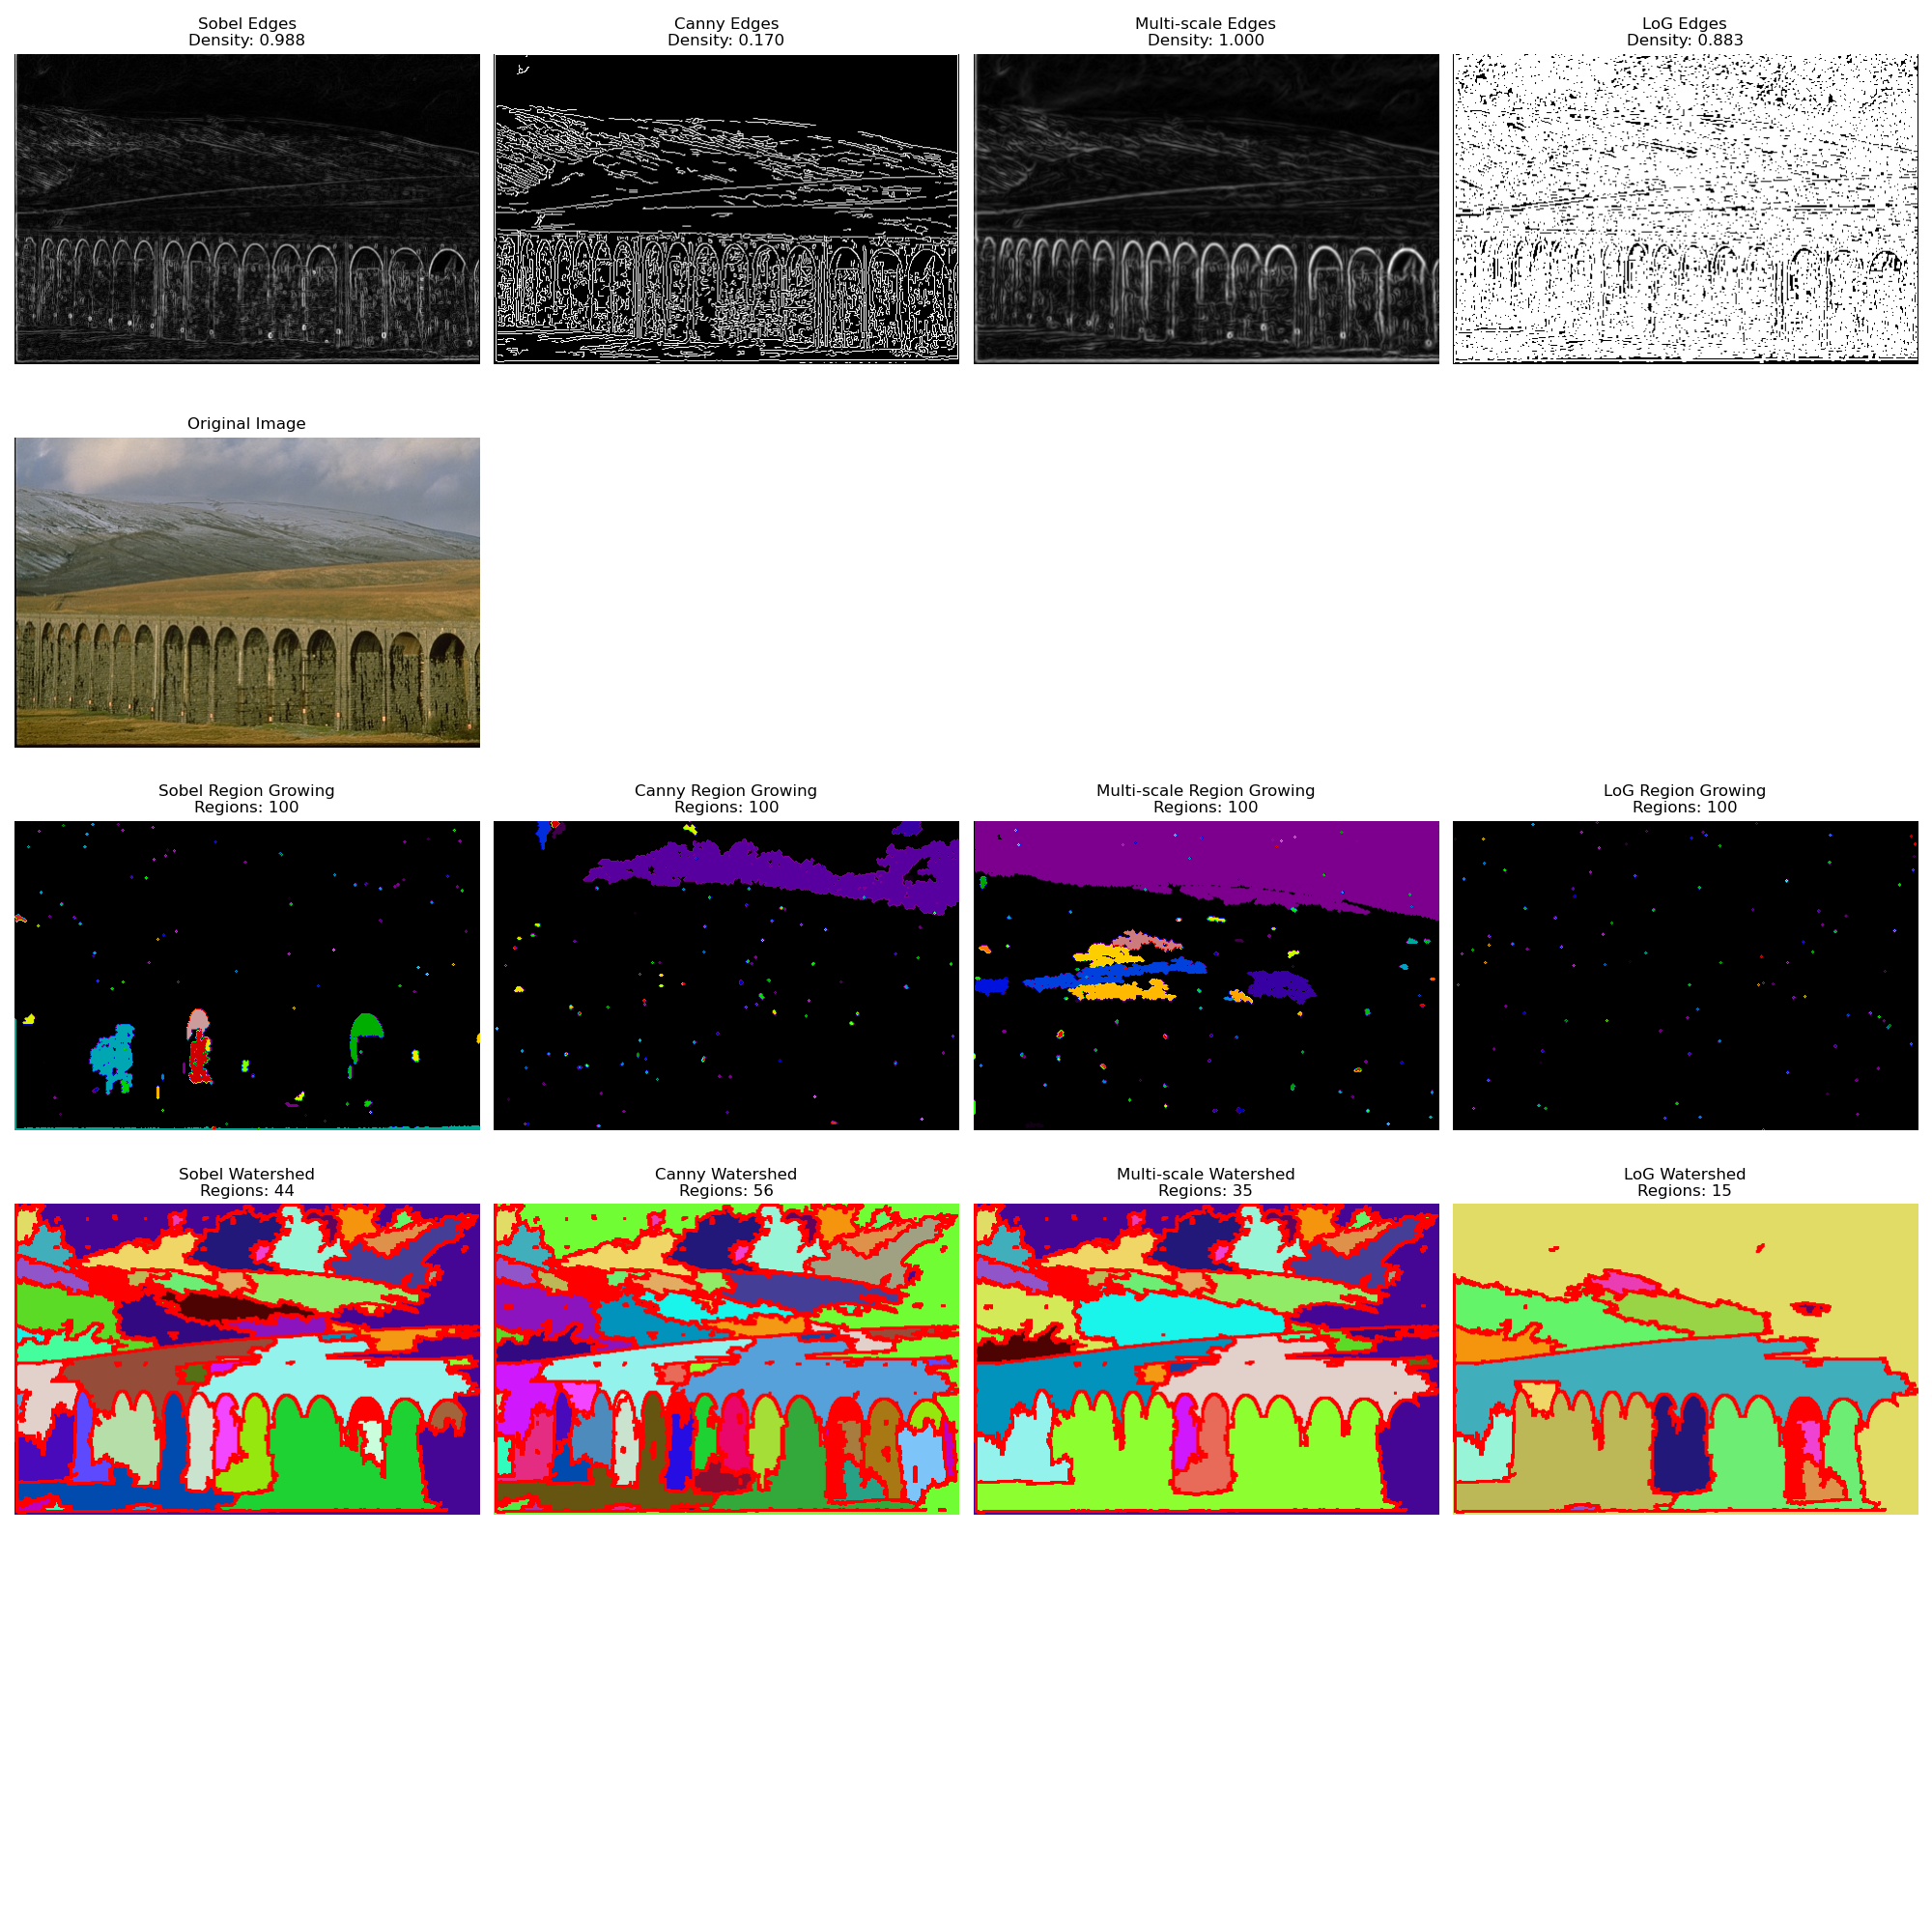 Sobel Edges
Density: 0.988
Canny Edges
Density: 0.170
Multi-scale Edges
Density: 1.000
LoG Edges
Density: 0.883
Original Image
Sobel Region Growing
Regions: 100
Canny Region Growing
Regions: 100
Multi-scale Region Growing
Regions: 100
LoG Region Growing
Regions: 100
Sobel Watershed
Regions: 44
Canny Watershed
Regions: 56
Multi-scale Watershed
Regions: 35
LoG Watershed
Regions: 15